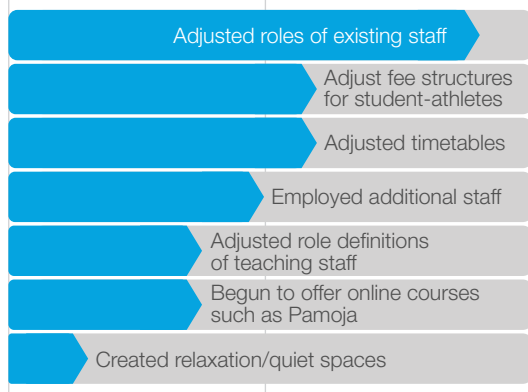 Adjusted roles of existing staff
Adjust fee structures
for student-athletes
Adjusted timetables
Employed additional staff
Adjusted role definitions
of teaching staff
Begun to offer online courses
such as Pamoja
Created relaxation/quiet spaces